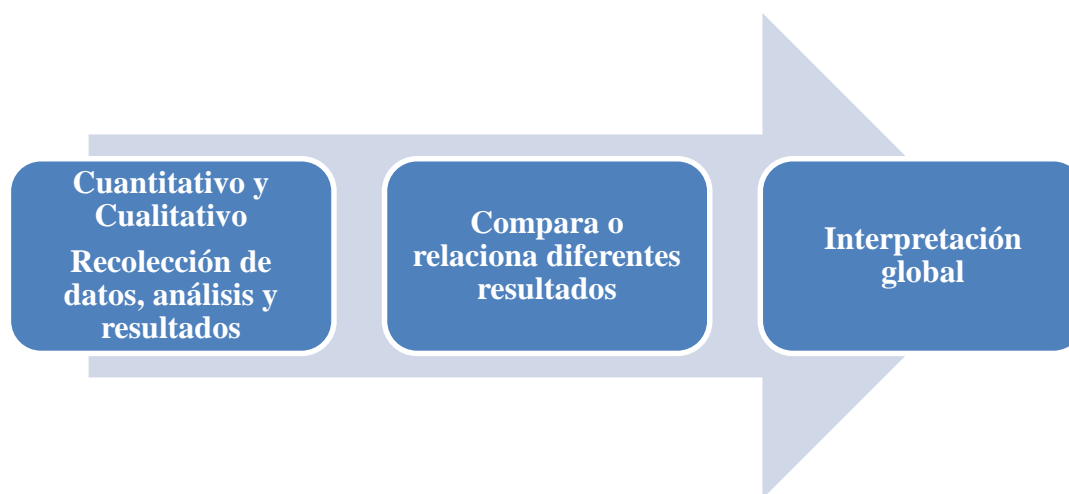 Cuantitativo y
Cualitativo
Recolección de
datos, análisis y
resultados
Compara o
relaciona diferentes
resultados
Interpretación
global